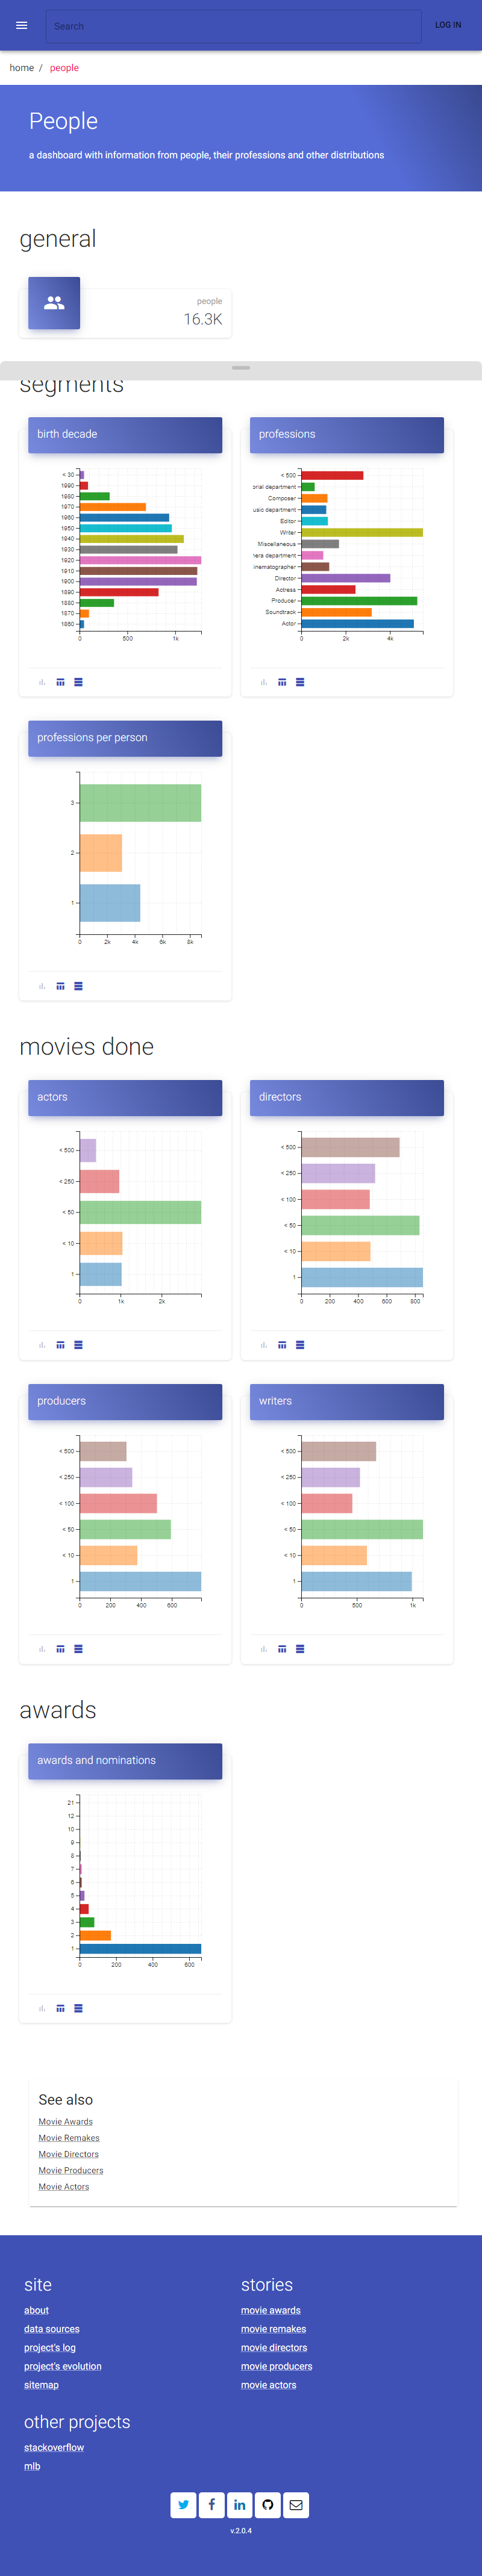 Search
LOG IN
home / people
People
a dashboard with information from people, their professions and other distributions
general
people
16.3K
segments
birth decade
< 30
1990
1980
1970
1960
1950
1940
1930
1920
1910
1900
1890
1880
1870
1860
0 500 1k
professions
< 500
orial department
Composer
usic department
Editor
Writer
Miscellaneous
nera department
inematographer
Director
Actress
Producer
Soundtrack
Actor
0 2k 4k
professions per person
3
2
1
0 2k 4k 6k 8k
movies done
actors
< 500
< 250
< 50
< 10
1
0 1k 2k
directors
< 500
< 250
< 100
< 50
< 10
1
0 200 400 600 800
producers
< 500
< 250
< 100
< 50
< 10
1
0 200 400 600
writers
< 500
< 250
< 100
< 50
< 10
1
0 500 1k
awards
awards and nominations
21
12
10
9
8
7
6
5
4
3
2
1
0 200 400 600
See also
Movie Awards
Movie Remakes
Movie Directors
Movie Producers
Movie Actors
site
about
data sources
project's log
project's evolution
sitemap
stories
movie awards
movie remakes
movie directors
movie producers
movie actors
other projects
stackoverflow
mlb
v.2.0.4